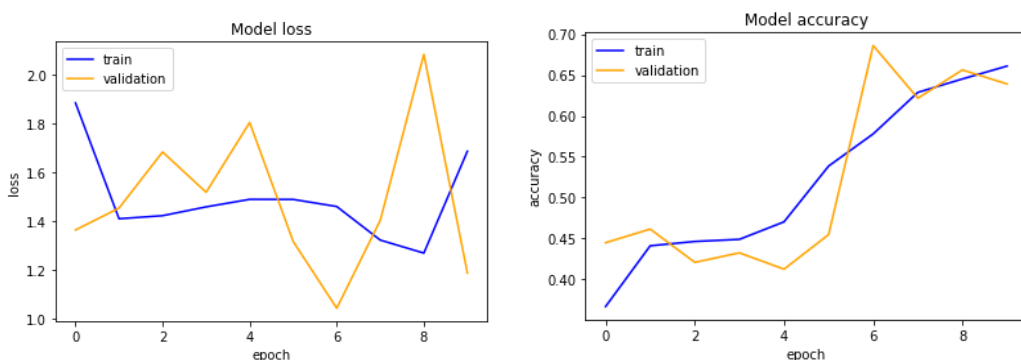 Model loss
train
validation
loss
2.0
1.8
1.6
1.4
1.2
1.0
0
2
4
6
8
epoch
Model accuracy
train
validation
accuracy
0.70
0.65
0.60
0.55
0.50
0.45
0.40
0
2
4
6
8
epoch